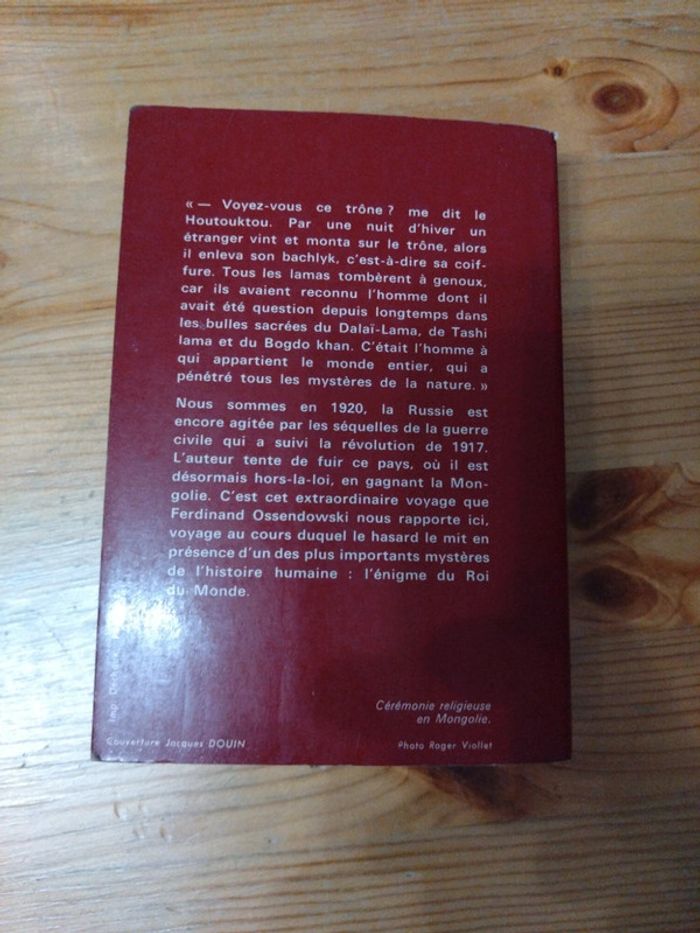 « — Voyez-vous ce trône ? me dit le
Houtouktou. Par une nuit d'hiver un
étranger vint et monta sur le trône, alors
il enleva son bachlyk, c'est-à-dire sa coif-
fure. Tous les lamas tombèrent à genoux,
car ils avaient reconnu l'homme dont il
avait été question depuis longtemps dans
les bulles sacrées du Dalaï-Lama, de Tashi
lama et du Bogdo khan. C'était l'homme à
qui appartient le monde entier, qui a
pénétré tous les mystères de la nature. »
Nous sommes en 1920, la Russie est
encore agitée par les séquelles de la guerre
civile qui a suivi la révolution de 1917.
L'auteur tente de fuir ce pays, où il est
désormais hors-la-loi, en gagnant la Mon-
golie. C'est cet extraordinaire voyage que
Ferdinand Ossendowski nous rapporte ici,
voyage au cours duquel le hasard le mit en
présence d'un des plus importants mystères
de l'histoire humaine : l'énigme du Roi
du Monde.
Cérémonie religieuse
en Mongolie.
Couverture Jacques DOUIN
Photo Roger Viollet
Imp.